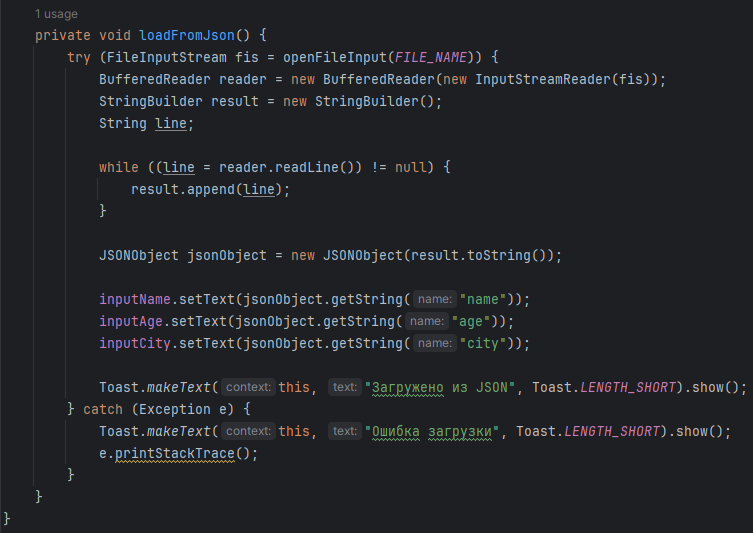 1 usage
private void loadFromJson() {
try (FileInputStream fis = openFileInput(FILE_NAME)) {
BufferedReader reader = new BufferedReader(new InputStreamReader(fis));
StringBuilder result = new StringBuilder();
String line;
while ((line = reader.readLine()) != null) {
result.append(line);
}
JSONObject jsonObject = new JSONObject(result.toString());
inputName.setText(jsonObject.getString( name: "name"));
inputAge.setText(jsonObject.getString( name: "age"));
inputCity.setText(jsonObject.getString( name: "city"));
Toast.makeText( context: this, text: "Загружено из JSON", Toast.LENGTH_SHORT).show();
} catch (Exception e) {
Toast.makeText( context: this, text: "Ошибка загрузки", Toast.LENGTH_SHORT).show();
e.printStackTrace();
}
}
}